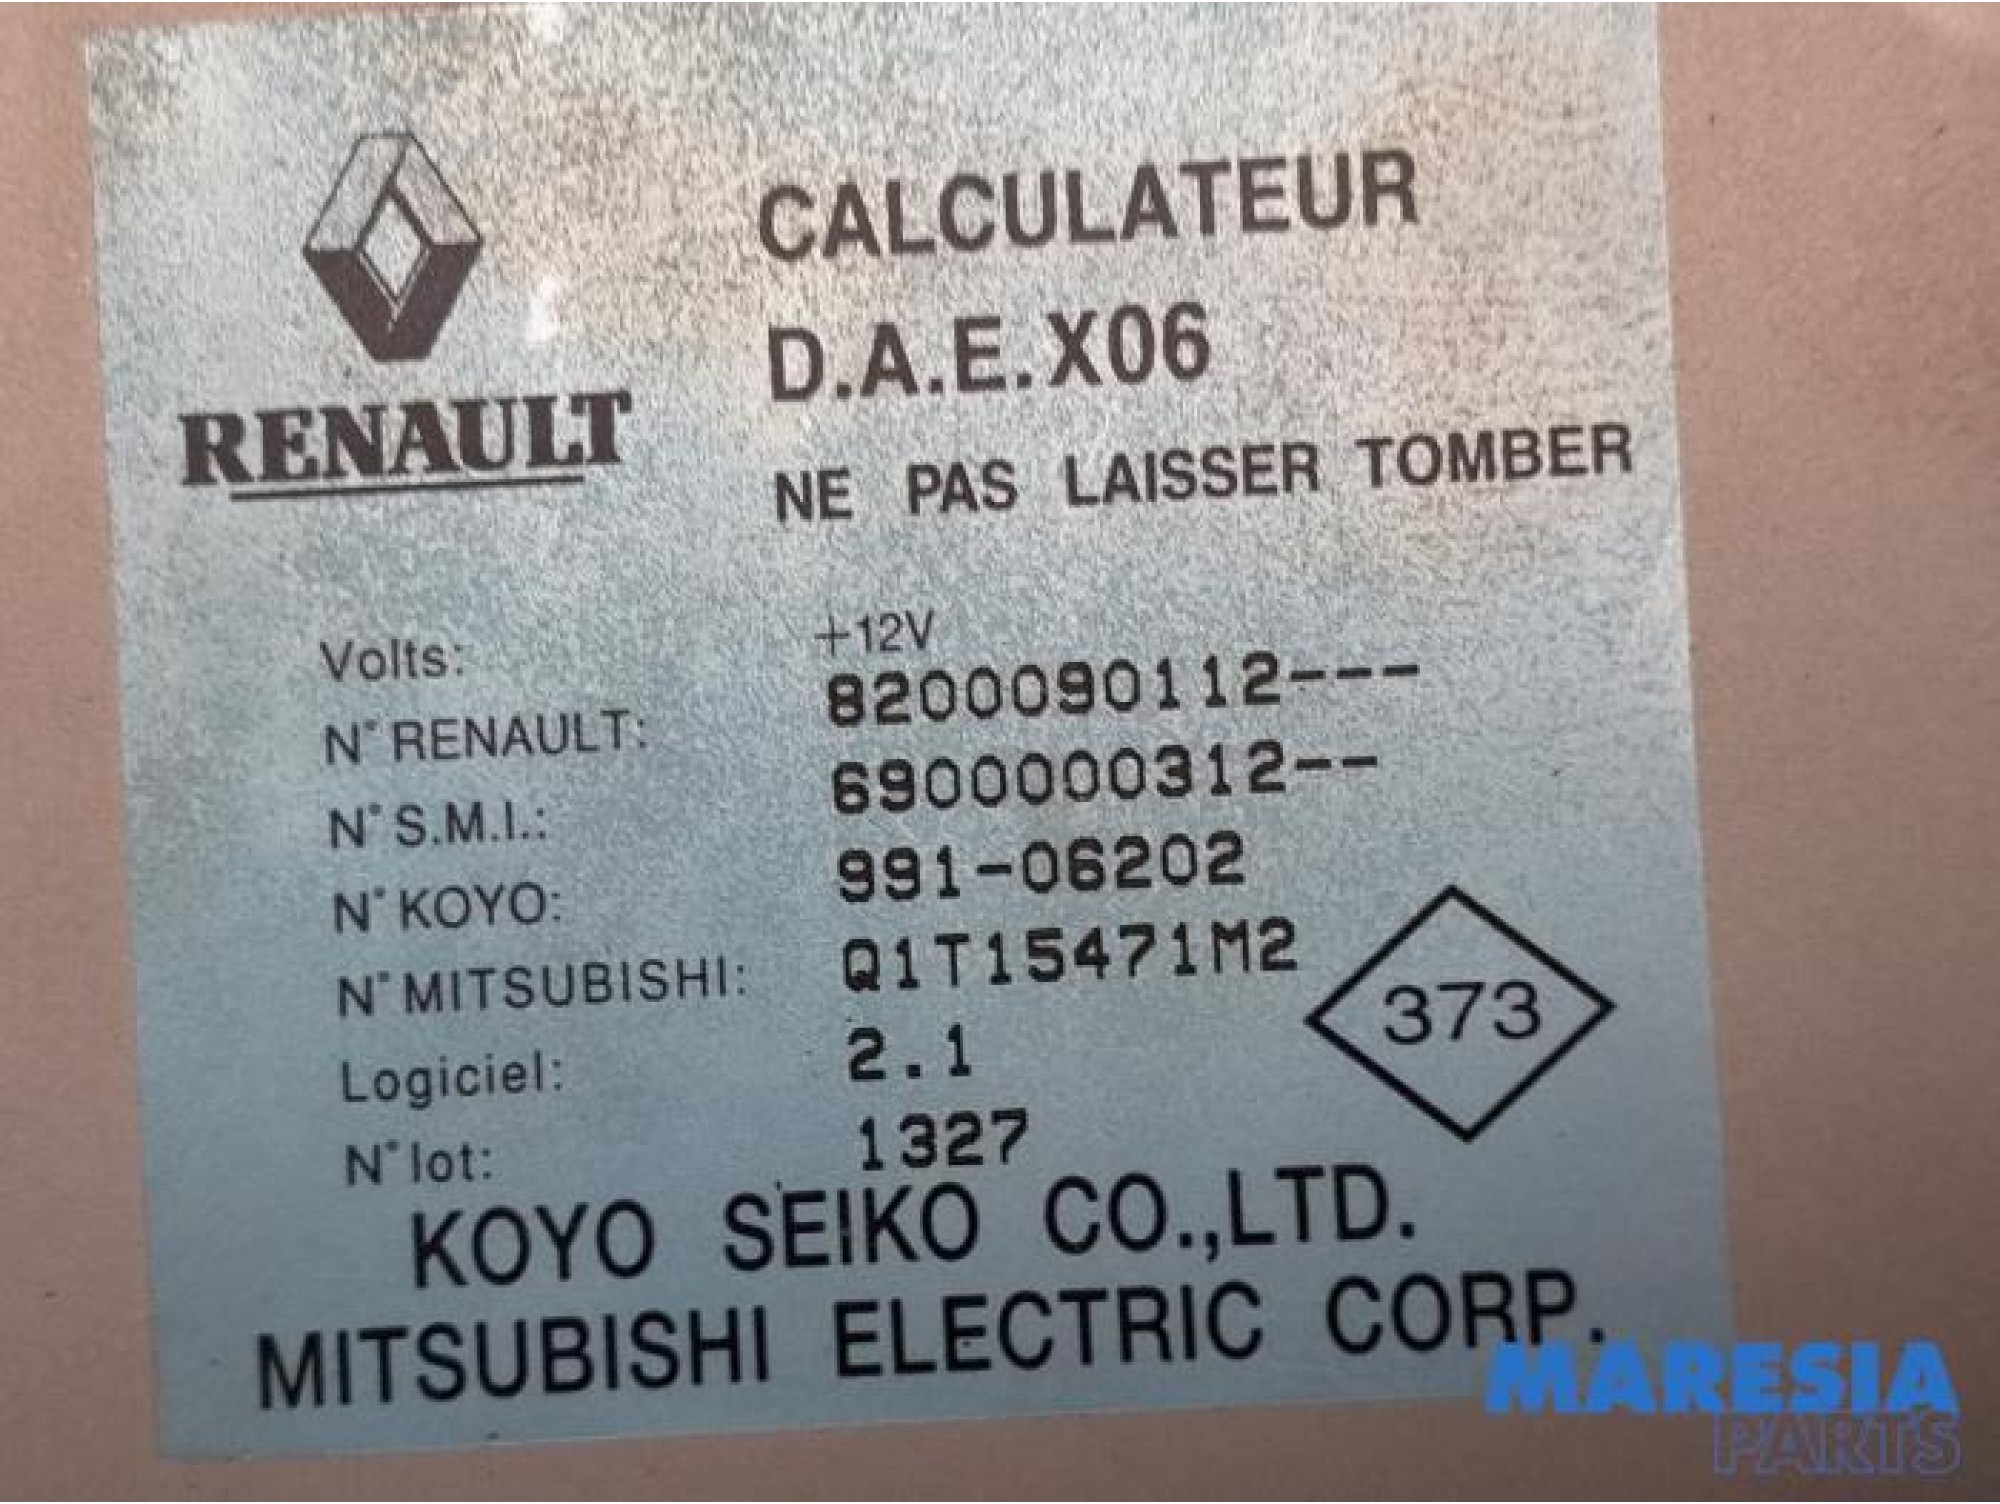 CALCULATEUR
D.A.E.X06
RENAULT
NE PAS LAISSER TOMBER
Volts: +12V
N° RENAULT: 8200090112---
N° S.M.I.: 6900000312--
N° KOYO: 991-06202
N° MITSUBISHI: Q1T15471M2
Logiciel: 2.1
373
N° lot: 1327
KOYO SEIKO CO.,LTD.
MITSUBISHI ELECTRIC CORP.
MARESIA
PARTS